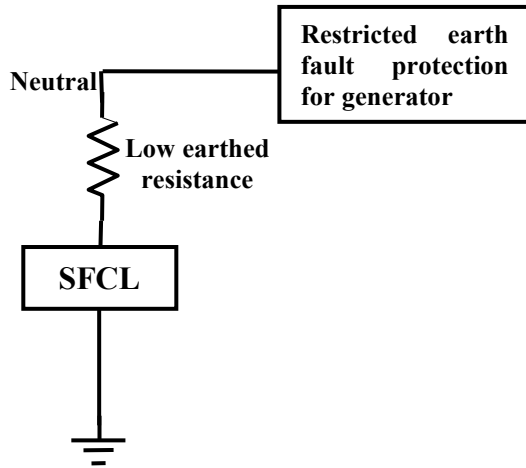 Restricted earth
fault protection
for generator
Neutral
Low earthed
resistance
SFCL